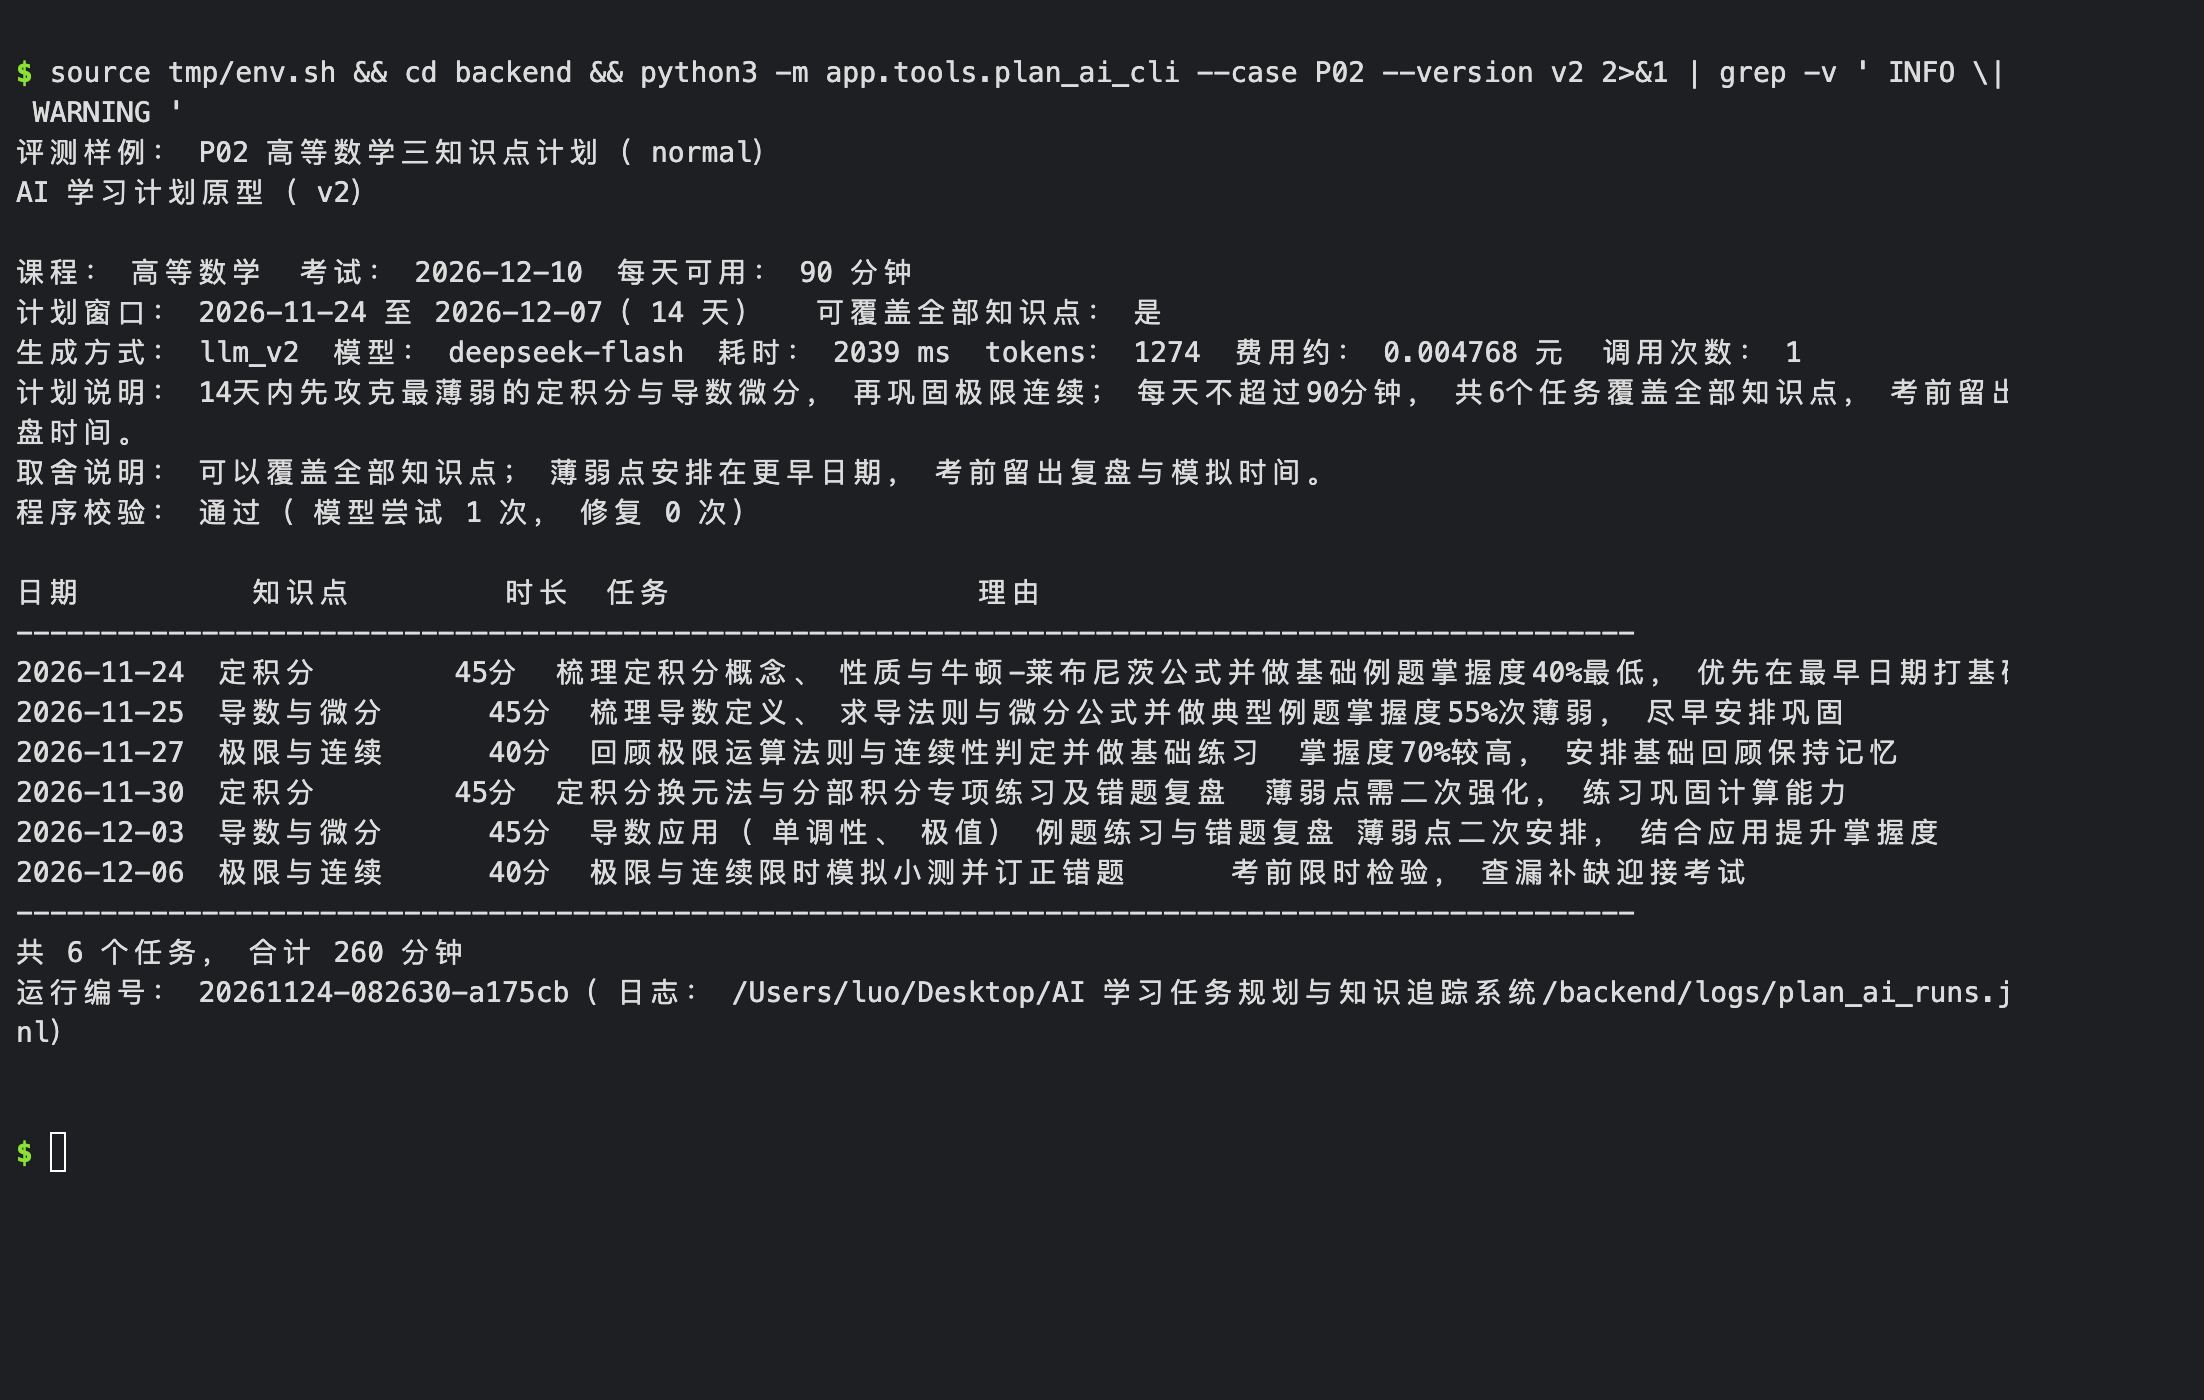 $ source tmp/env.sh && cd backend && python3 -m app.tools.plan_ai_cli --case P02 --version v2 2>&1 | grep -v ' INFO \|
WARNING '
评测样例： P02 高等数学三知识点计划（ normal）
AI 学习计划原型（ v2）
课程： 高等数学 考试： 2026-12-10 每天可用： 90 分钟
计划窗口： 2026-11-24 至 2026-12-07（ 14 天） 可覆盖全部知识点： 是
生成方式： llm_v2 模型： deepseek-flash 耗时： 2039 ms tokens: 1274 费用约： 0.004768 元 调用次数： 1
计划说明： 14天内先攻克最薄弱的定积分与导数微分， 再巩固极限连续； 每天不超过90分钟， 共6个任务覆盖全部知识点， 考前留出
盘时间。
取舍说明： 可以覆盖全部知识点； 薄弱点安排在更早日期， 考前留出复盘与模拟时间。
程序校验： 通过（ 模型尝试 1 次， 修复 0 次）
日期 知识点 时长 任务 理由
------------------------------------------------------------------------------------------------
2026-11-24 定积分 45分 梳理定积分概念、 性质与牛顿-莱布尼茨公式并做基础例题掌握度40%最低， 优先在最早日期打基
2026-11-25 导数与微分 45分 梳理导数定义、 求导法则与微分公式并做典型例题掌握度55%次薄弱， 尽早安排巩固
2026-11-27 极限与连续 40分 回顾极限运算法则与连续性判定并做基础练习 掌握度70%较高， 安排基础回顾保持记忆
2026-11-30 定积分 45分 定积分换元法与分部积分专项练习及错题复盘 薄弱点需二次强化， 练习巩固计算能力
2026-12-03 导数与微分 45分 导数应用（ 单调性、 极值） 例题练习与错题复盘 薄弱点二次安排， 结合应用提升掌握度
2026-12-06 极限与连续 40分 极限与连续限时模拟小测并订正错题 考前限时检验， 查漏补缺迎接考试
------------------------------------------------------------------------------------------------
共 6 个任务， 合计 260 分钟
运行编号： 20261124-082630-a175cb（ 日志： /Users/luo/Desktop/AI 学习任务规划与知识追踪系统/backend/logs/plan_ai_runs.j
nl）
$